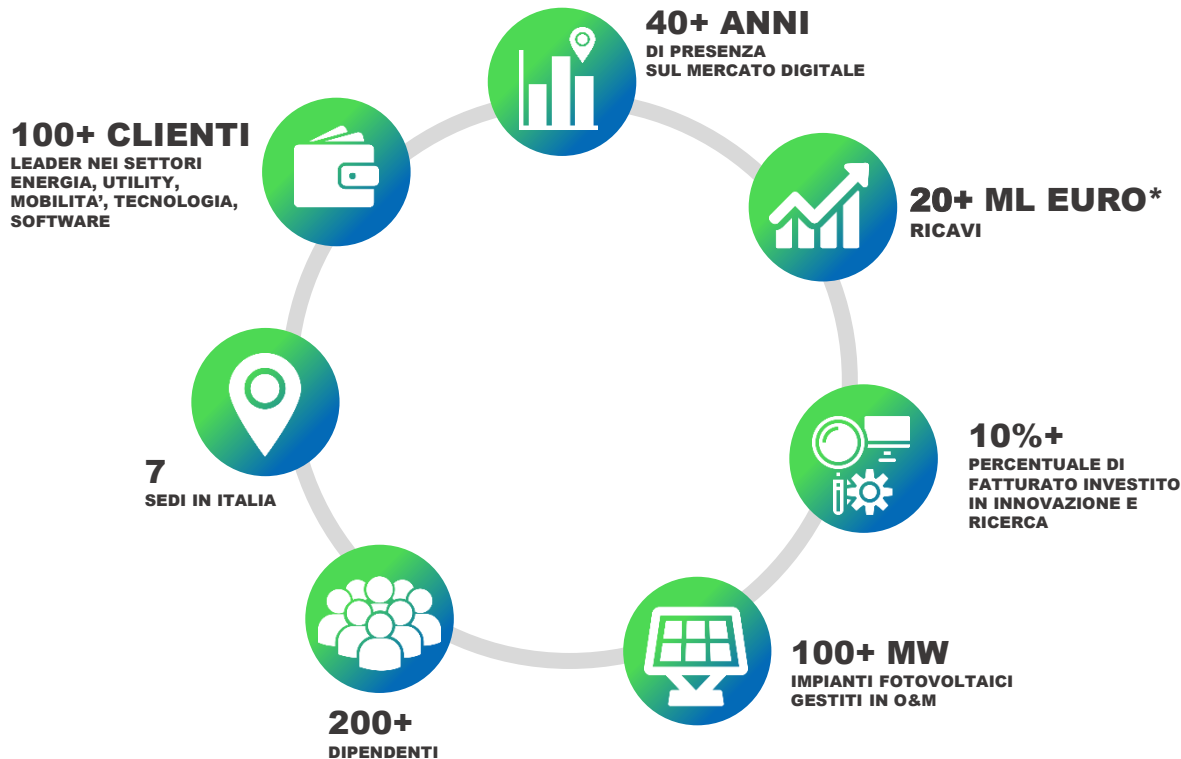 40+ ANNI
DI PRESENZA
SUL MERCATO DIGITALE
20+ ML EURO*
RICAVI
10%+
PERCENTUALE DI
FATTURATO INVESTITO
IN INNOVAZIONE E
RICERCA
100+ MW
IMPIANTI FOTOVOLTAICI
GESTITI IN O&M
200+
DIPENDENTI
7
SEDI IN ITALIA
100+ CLIENTI
LEADER NEI SETTORI
ENERGIA, UTILITY,
MOBILITA’, TECNOLOGIA,
SOFTWARE